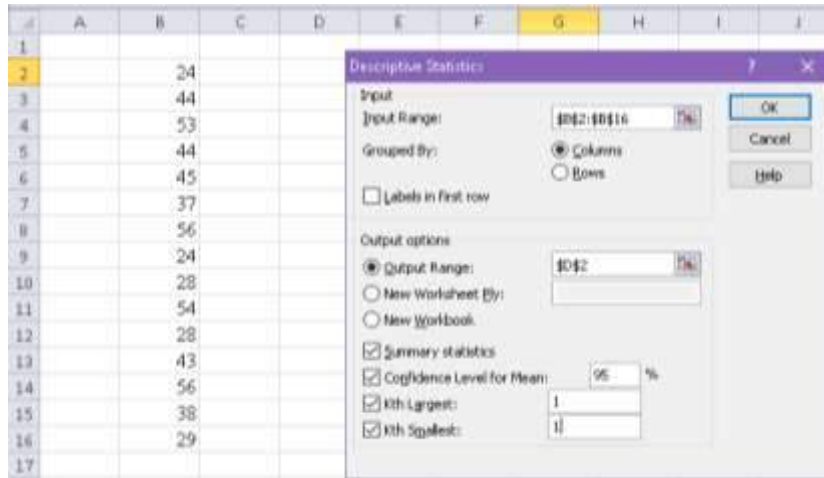 A B C D E F G H I J
1
2 24
3 44
4 53
5 44
6 45
7 37
8 56
9 24
10 28
11 54
12 28
13 43
14 56
15 38
16 29
17
Descriptive Statistics ? ×
Input
Input Range: $B$2:$B$16
Grouped By: Columns
Rows
Labels in first row
OK
Cancel
Help
Output options
Output Range: $D$2
New Worksheet Ply:
New Workbook
Summary statistics
Confidence Level for Mean: 95 %
Kth Largest: 1
Kth Smallest: 1